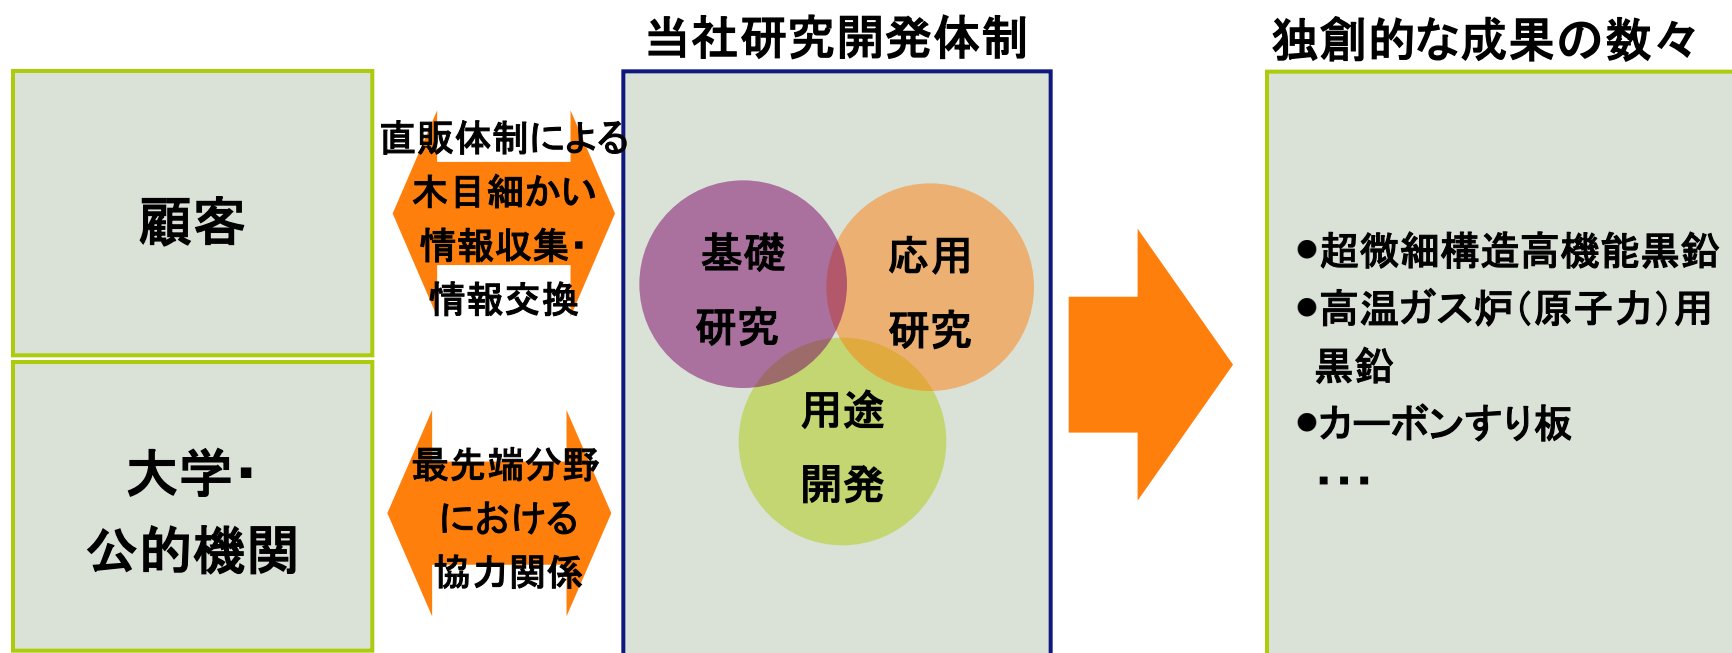 当社研究開発体制
独創的な成果の数々
顧客
直販体制による
木目細かい
情報収集・
情報交換
大学・
公的機関
最先端分野
における
協力関係
基礎
研究
応用
研究
用途
開発
●超微細構造高機能黒鉛
●高温ガス炉（原子力）用
黒鉛
●カーボンすり板
・・・